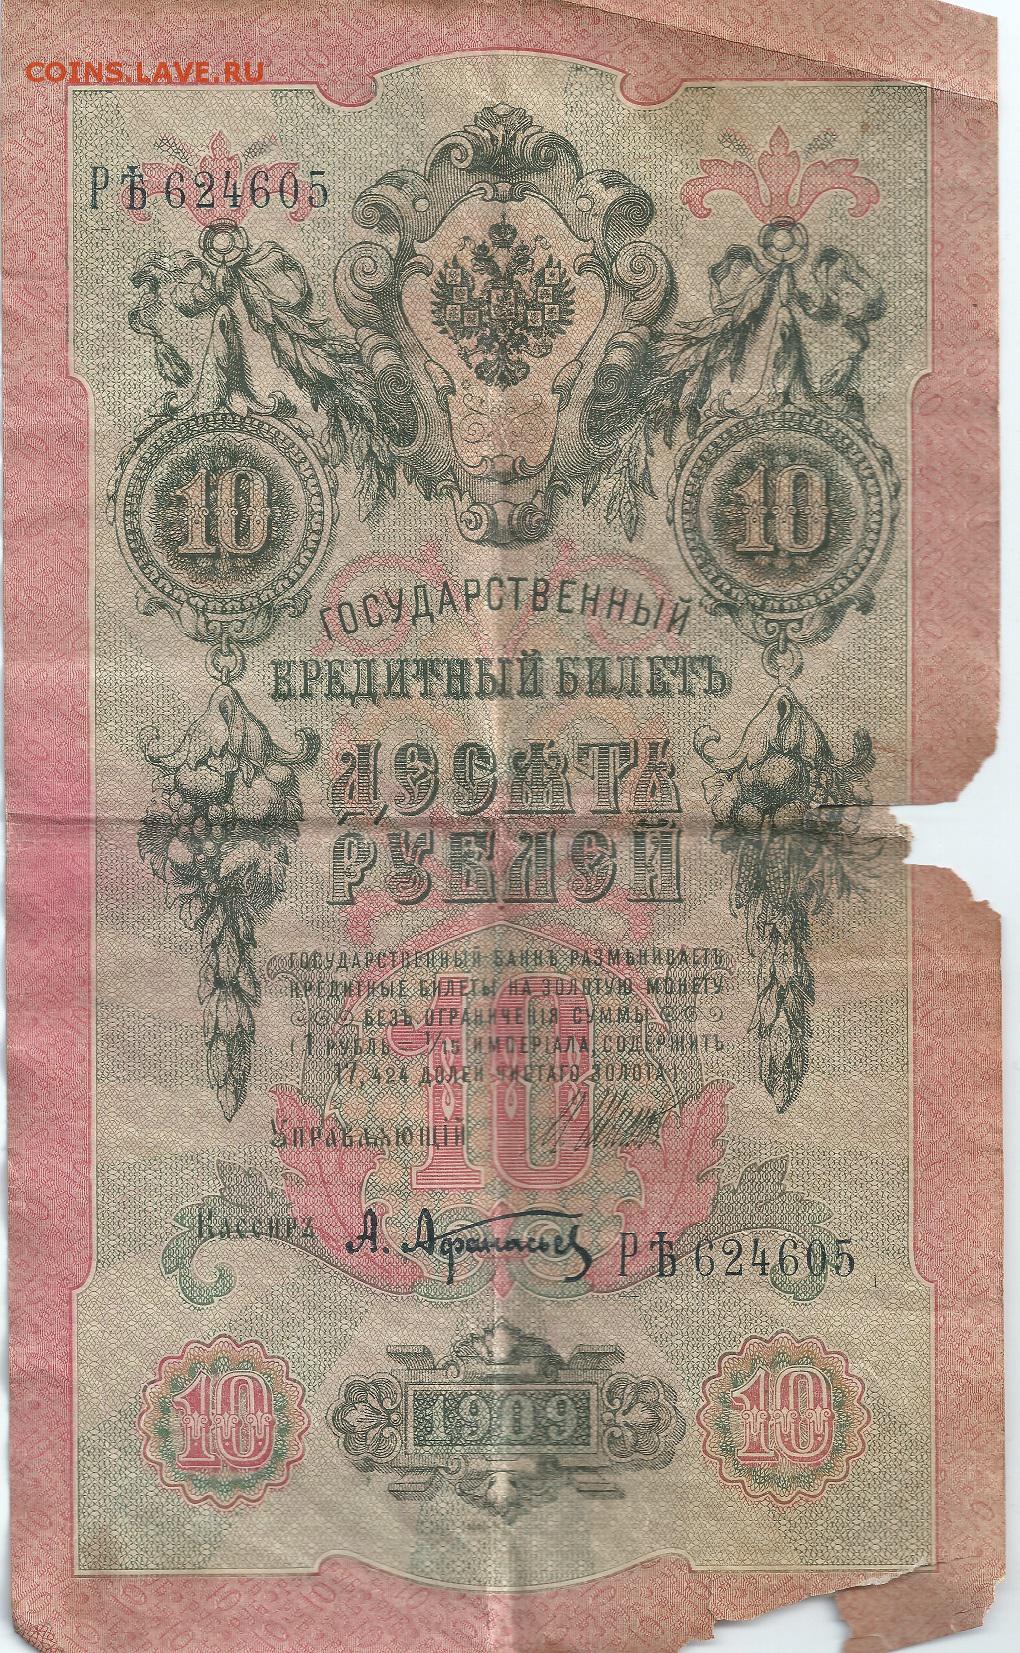 COINS.LAVE.RU
РѢ 624605
10
10
ГОСУДАРСТВЕННЫЙ
КРЕДИТНЫЙ БИЛЕТЪ
ДЕСЯТЬ
РУБЛЕЙ
ГОСУДАРСТВЕННЫЙ БАНКЪ РАЗМѢНИВАЕТЪ
КРЕДИТНЫЕ БИЛЕТЫ НА ЗОЛОТУЮ МОНЕТУ
БЕЗЪ ОГРАНИЧЕНІЯ СУММЫ
(1 РУБЛЬ = 1/15 ИМПЕРІАЛА, СОДЕРЖИТЪ
17,424 ДОЛЕЙ ЧИСТАГО ЗОЛОТА)
10
УПРАВЛЯЮЩІЙ
Кассиръ А. Афанасьев
РѢ 624605
10
1909
10